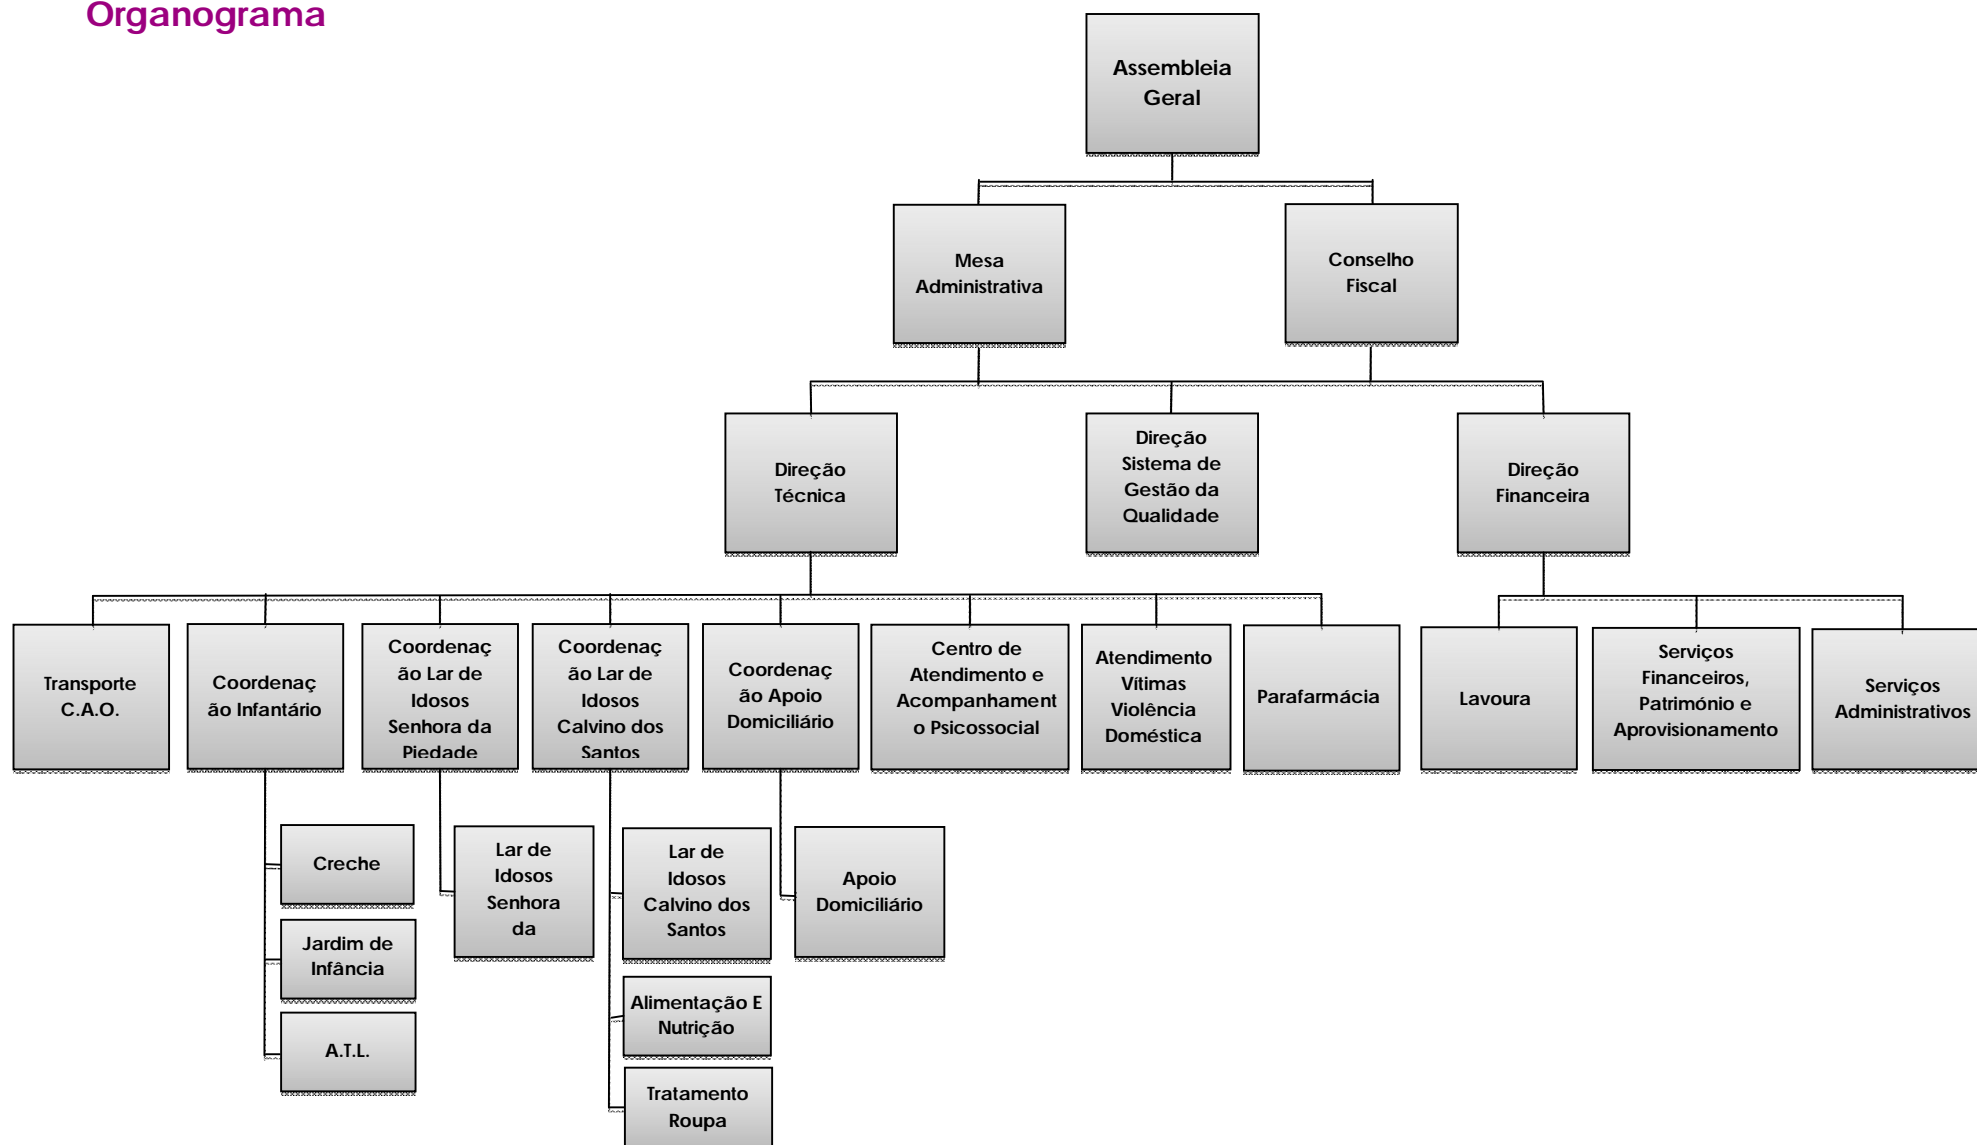 Organograma
Assembleia
Geral
Mesa
Administrativa
Conselho
Fiscal
Direção
Técnica
Direção
Sistema de
Gestão da
Qualidade
Direção
Financeira
Transporte
C.A.O.
Coordenaç
ão Infantário
Coordenaç
ão Lar de
Idosos
Senhora da
Piedade
Coordenaç
ão Lar de
Idosos
Calvino dos
Santos
Coordenaç
ão Apoio
Domiciliário
Centro de
Atendimento e
Acompanhament
o Psicossocial
Atendimento
Vítimas
Violência
Doméstica
Parafarmácia
Lavoura
Serviços
Financeiros,
Património e
Aprovisionamento
Serviços
Administrativos
Creche
Jardim de
Infância
A.T.L.
Lar de
Idosos
Senhora
da
Lar de
Idosos
Calvino dos
Santos
Alimentação E
Nutrição
Tratamento
Roupa
Apoio
Domiciliário